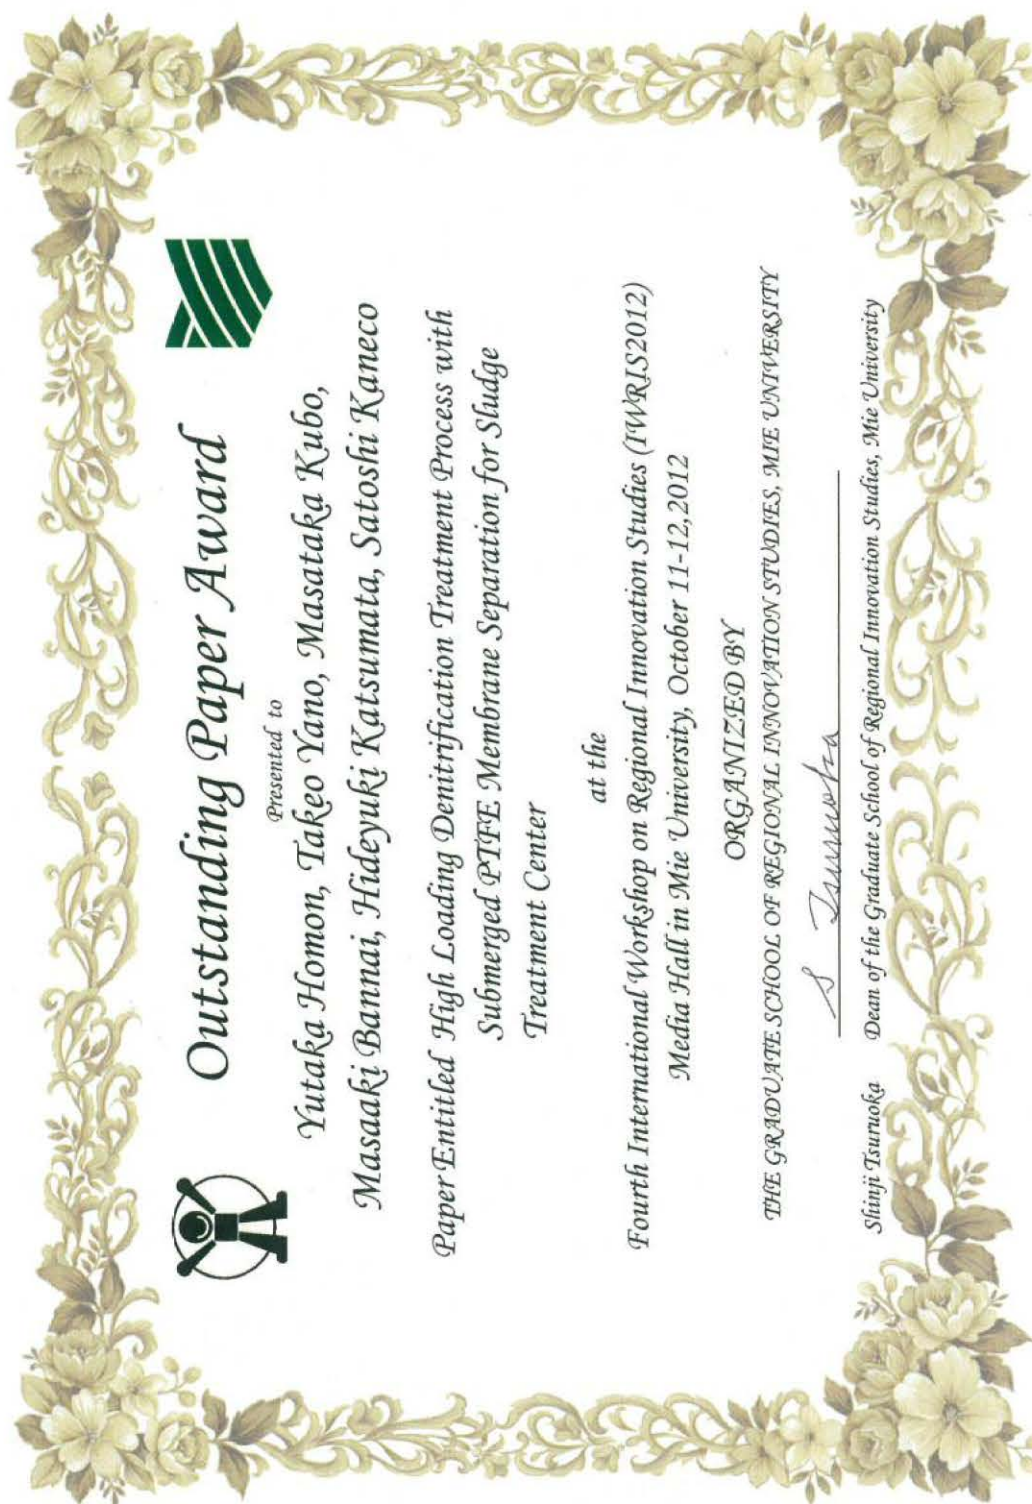 Outstanding Paper Award
Presented to
Yutaka Homon, Takeo Yano, Masataka Kubo,
Masaaki Bannai, Hideyuki Katsumata, Satoshi Kaneco
Paper Entitled High Loading Denitrification Treatment Process with
Submerged PTFE Membrane Separation for Sludge
Treatment Center
at the
Fourth International Workshop on Regional Innovation Studies (IWRIS2012)
Media Hall in Mie University, October 11-12,2012
ORGANIZED BY
THE GRADUATE SCHOOL OF REGIONAL INNOVATION STUDIES, MIE UNIVERSITY
S Tsuruoka
Shinji Tsuruoka Dean of the Graduate School of Regional Innovation Studies, Mie University